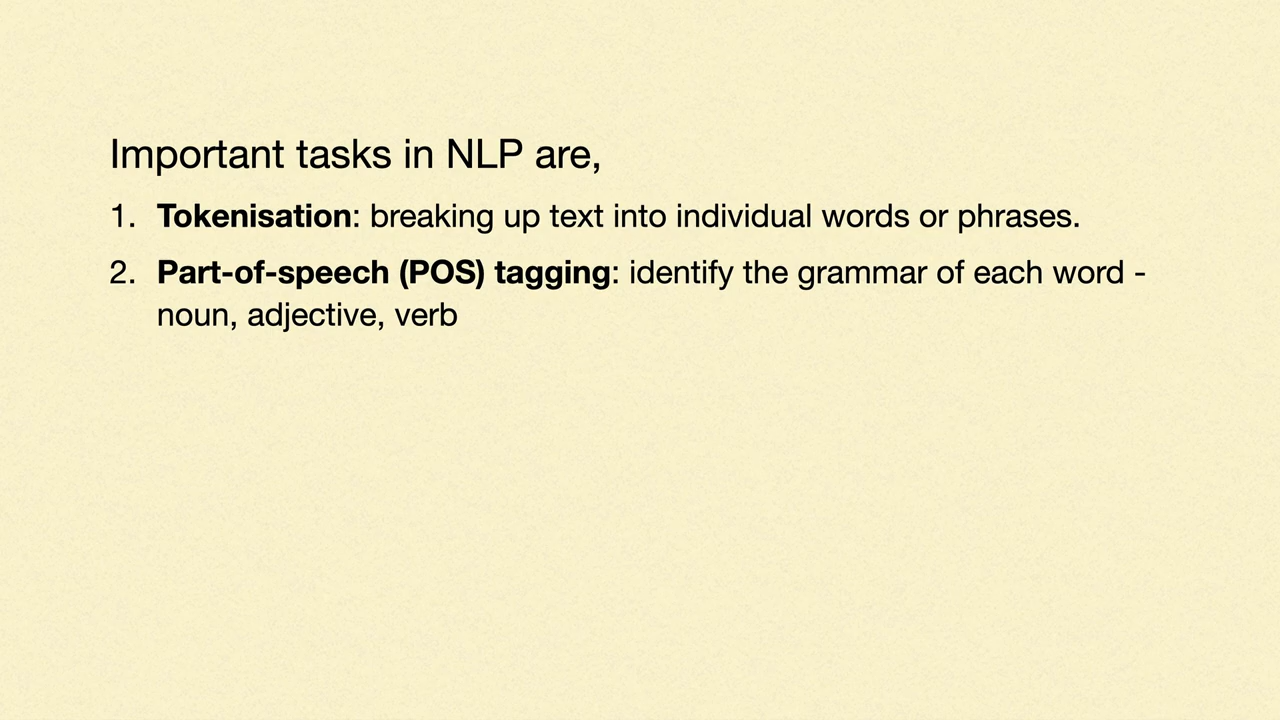 Important tasks in NLP are,
1. Tokenisation: breaking up text into individual words or phrases.
2. Part-of-speech (POS) tagging: identify the grammar of each word -
noun, adjective, verb